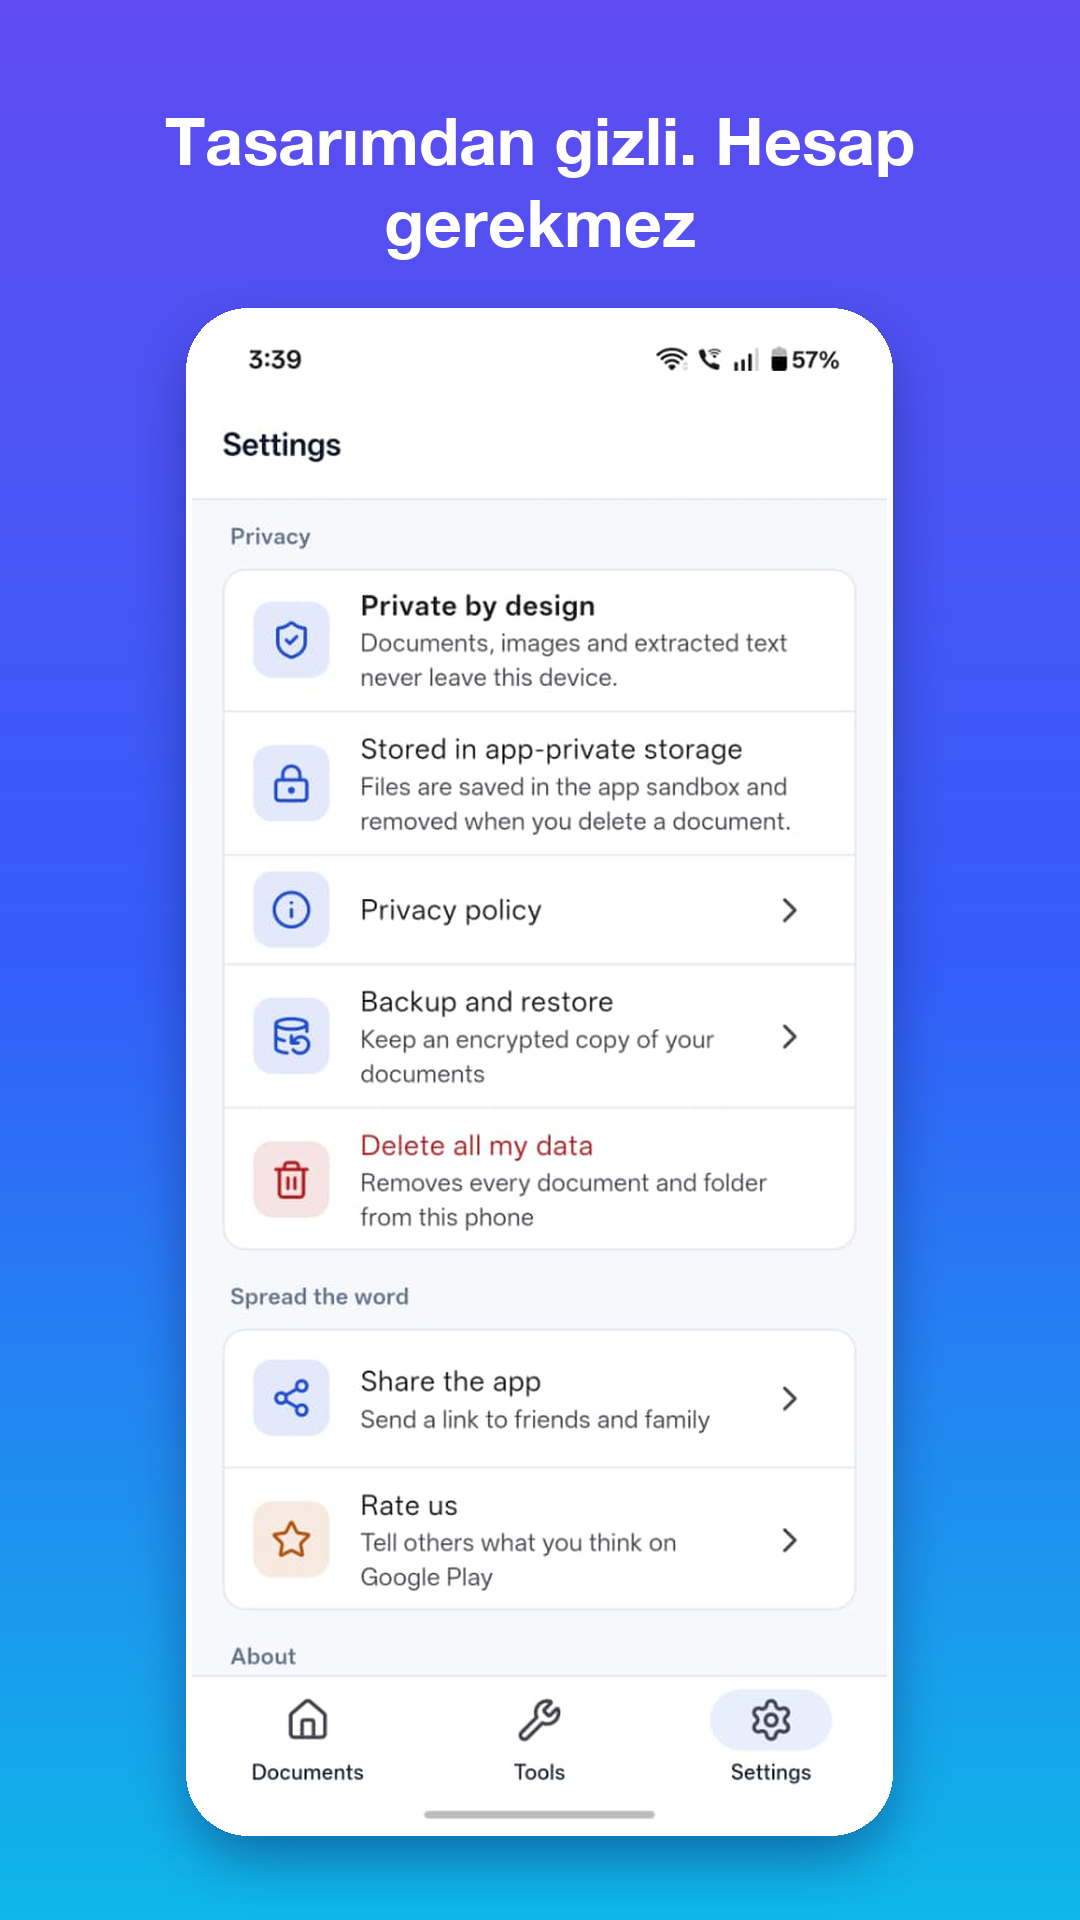 Tasarımdan gizli. Hesap
gerekmez
3:39
57%
Settings
Privacy
Private by design
Documents, images and extracted text
never leave this device.
Stored in app-private storage
Files are saved in the app sandbox and
removed when you delete a document.
Privacy policy
Backup and restore
Keep an encrypted copy of your
documents
Delete all my data
Removes every document and folder
from this phone
Spread the word
Share the app
Send a link to friends and family
Rate us
Tell others what you think on
Google Play
About
Documents
Tools
Settings